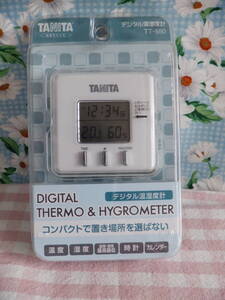 TANITA
デジタル温湿度計
TT-550
TANITA
12:34
20.
60%
デジタル温湿度計
DIGITAL
THERMO & HYGROMETER
コンパクトで置き場所を選ばない
温度
湿度
時計
カレンダー